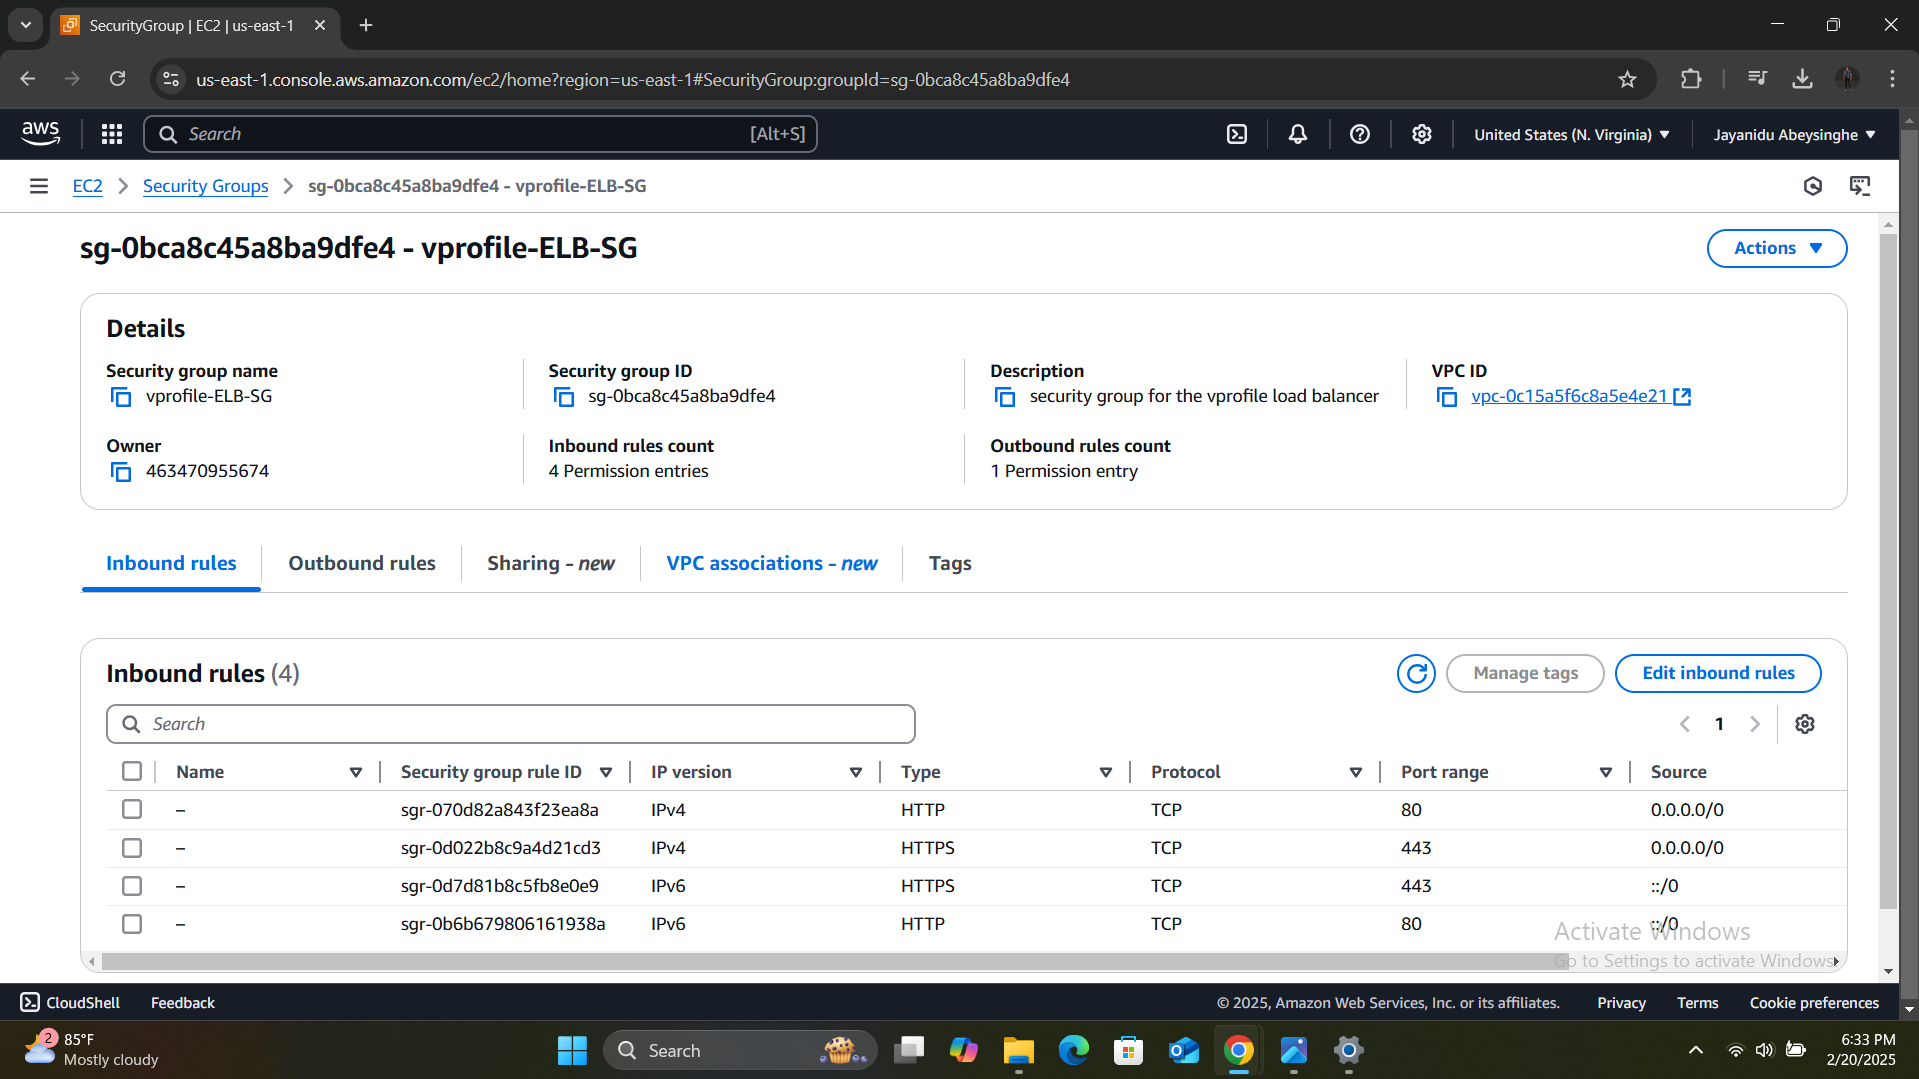 SecurityGroup | EC2 | us-east-1
us-east-1.console.aws.amazon.com/ec2/home?region=us-east-1#SecurityGroup:groupId=sg-0bca8c45a8ba9dfe4
aws
Search [Alt+S]
United States (N. Virginia)
Jayanidu Abeysinghe
EC2 Security Groups sg-0bca8c45a8ba9dfe4 - vprofile-ELB-SG
sg-0bca8c45a8ba9dfe4 - vprofile-ELB-SG
Actions
Details
Security group name Security group ID Description VPC ID
vprofile-ELB-SG sg-0bca8c45a8ba9dfe4 security group for the vprofile load balancer vpc-0c15a5f6c8a5e4e21
Owner Inbound rules count Outbound rules count
463470955674 4 Permission entries 1 Permission entry
Inbound rules Outbound rules Sharing - new VPC associations - new Tags
Inbound rules (4)
Manage tags Edit inbound rules
Search
1
Name Security group rule ID IP version Type Protocol Port range Source
– sgr-070d82a843f23ea8a IPv4 HTTP TCP 80 0.0.0.0/0
– sgr-0d022b8c9a4d21cd3 IPv4 HTTPS TCP 443 0.0.0.0/0
– sgr-0d7d81b8c5fb8e0e9 IPv6 HTTPS TCP 443 ::/0
– sgr-0b6b679806161938a IPv6 HTTP TCP 80 ::/0
Activate Windows
Go to Settings to activate Windows.
CloudShell Feedback © 2025, Amazon Web Services, Inc. or its affiliates. Privacy Terms Cookie preferences
2
85°F
Mostly cloudy
Search
6:33 PM
2/20/2025